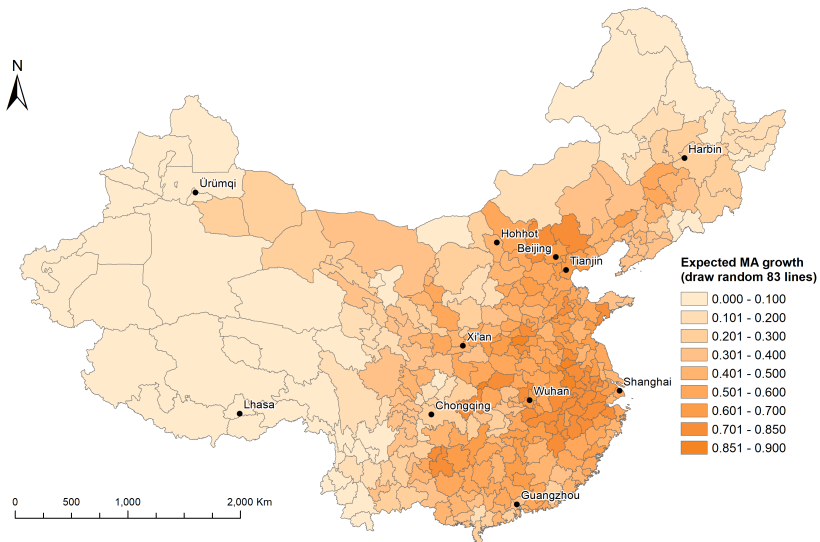 N
Harbin
Ürümqi
Hohhot
Beijing
Tianjin
Expected MA growth
(draw random 83 lines)
0.000 - 0.100
0.101 - 0.200
0.201 - 0.300
0.301 - 0.400
0.401 - 0.500
0.501 - 0.600
0.601 - 0.700
0.701 - 0.850
0.851 - 0.900
Xi'an
Shanghai
Wuhan
Lhasa
Chongqing
Guangzhou
0 500 1,000 2,000 Km